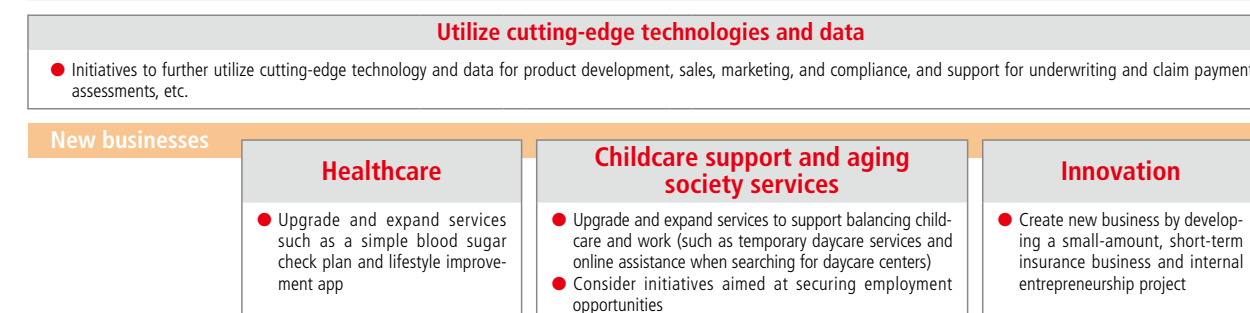 Utilize cutting-edge technologies and data
● Initiatives to further utilize cutting-edge technology and data for product development, sales, marketing, and compliance, and support for underwriting and claim payment
assessments, etc.
New businesses
Healthcare
● Upgrade and expand services
such as a simple blood sugar
check plan and lifestyle improve-
ment app
Childcare support and aging
society services
● Upgrade and expand services to support balancing child-
care and work (such as temporary daycare services and
online assistance when searching for daycare centers)
● Consider initiatives aimed at securing employment
opportunities
Innovation
● Create new business by develop-
ing a small-amount, short-term
insurance business and internal
entrepreneurship project